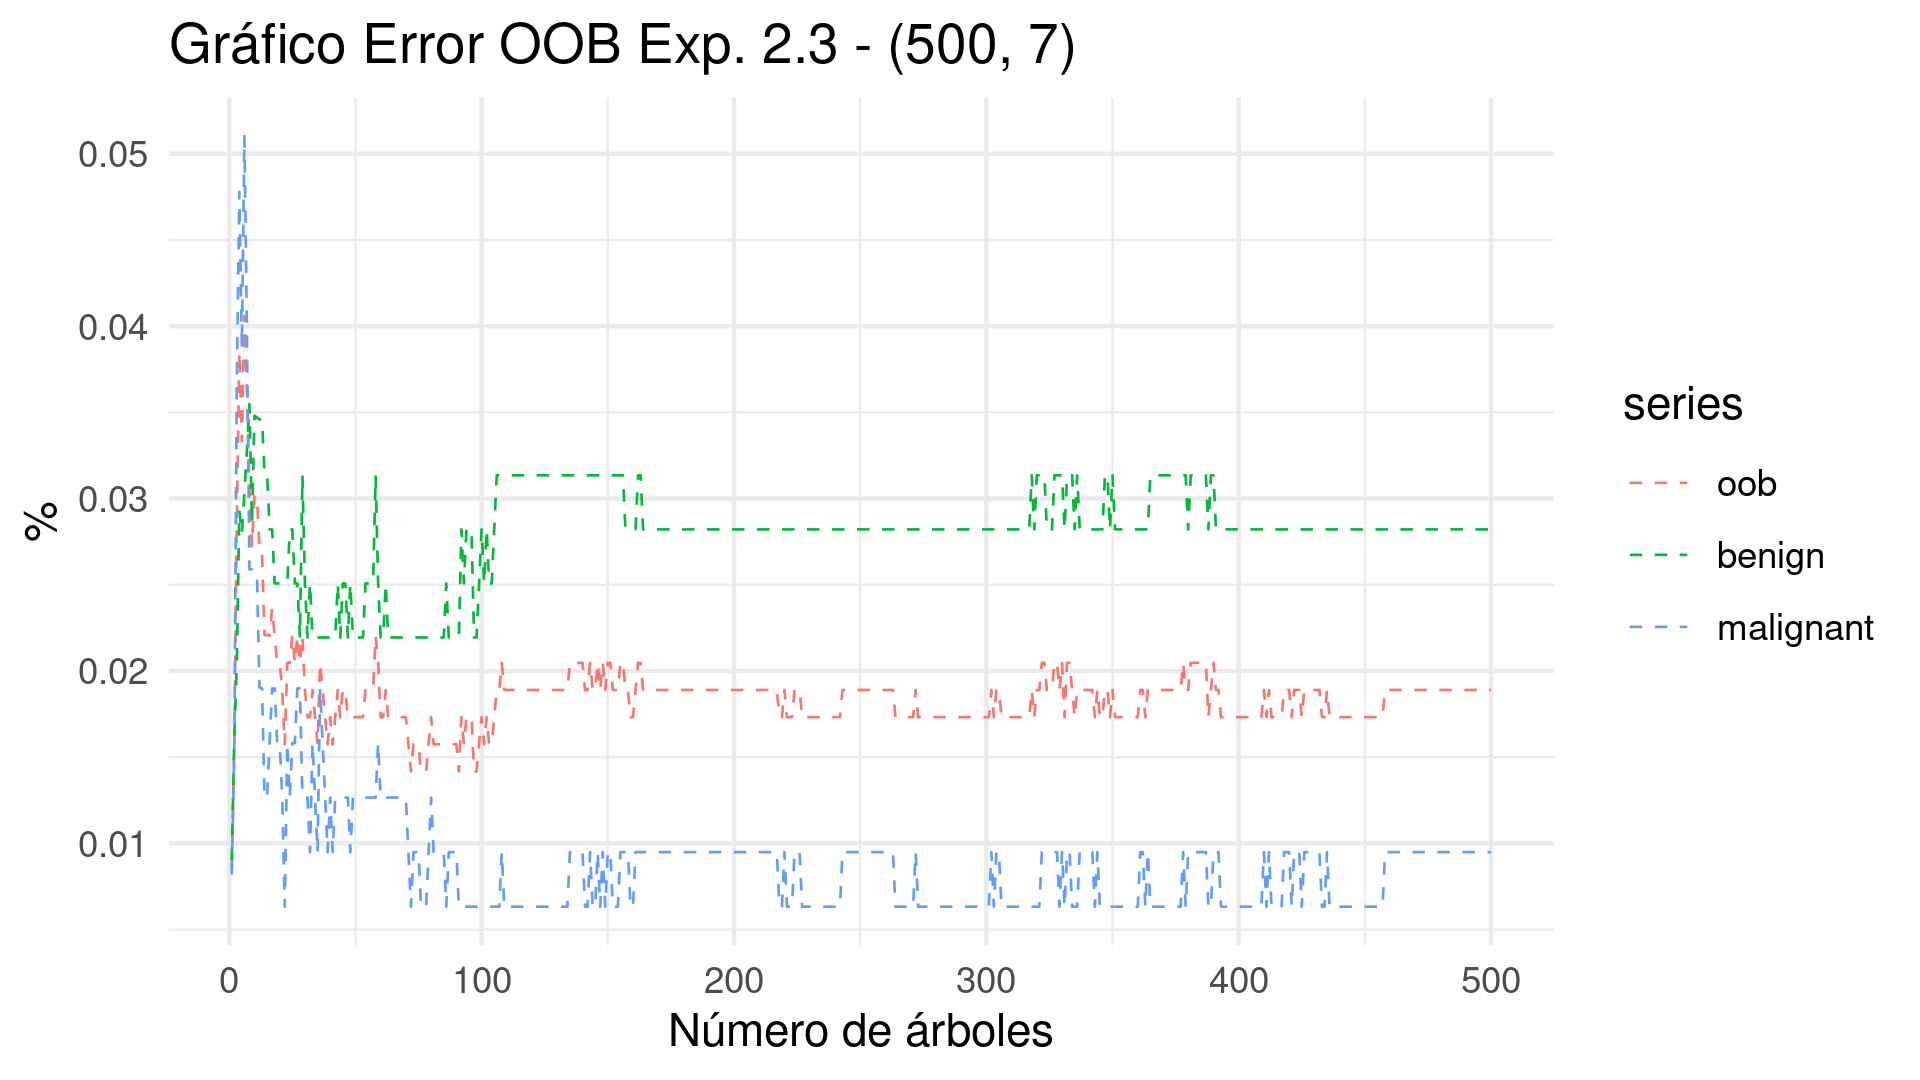 Gráfico Error OOB Exp. 2.3 - (500, 7)
0.05
0.04
0.03
0.02
0.01
%
0 100 200 300 400 500
Número de árboles
series
oob
benign
malignant